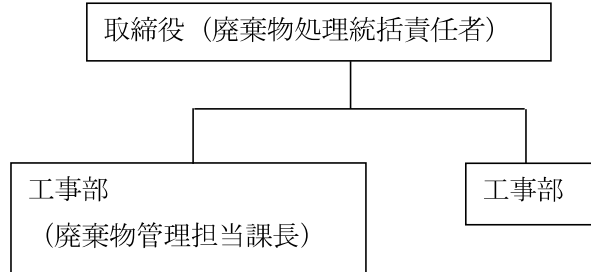 取締役（廃棄物処理統括責任者）
工事部
（廃棄物管理担当課長）
工事部